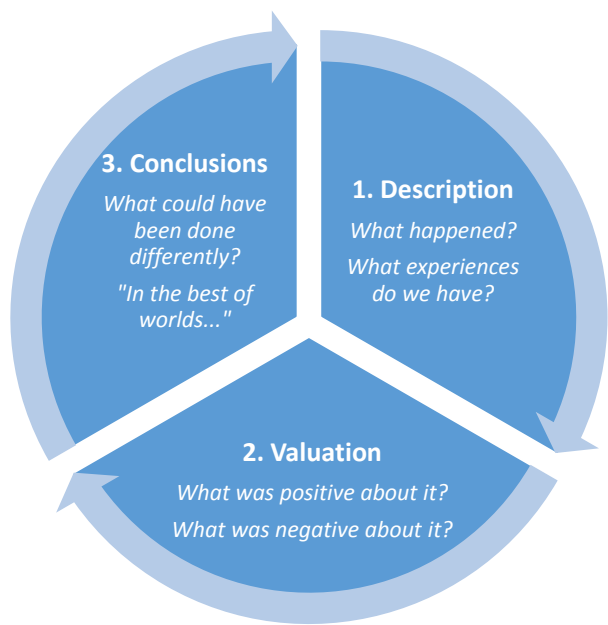 1. Description
What happened?
What experiences
do we have?
2. Valuation
What was positive about it?
What was negative about it?
3. Conclusions
What could have
been done
differently?
"In the best of
worlds..."